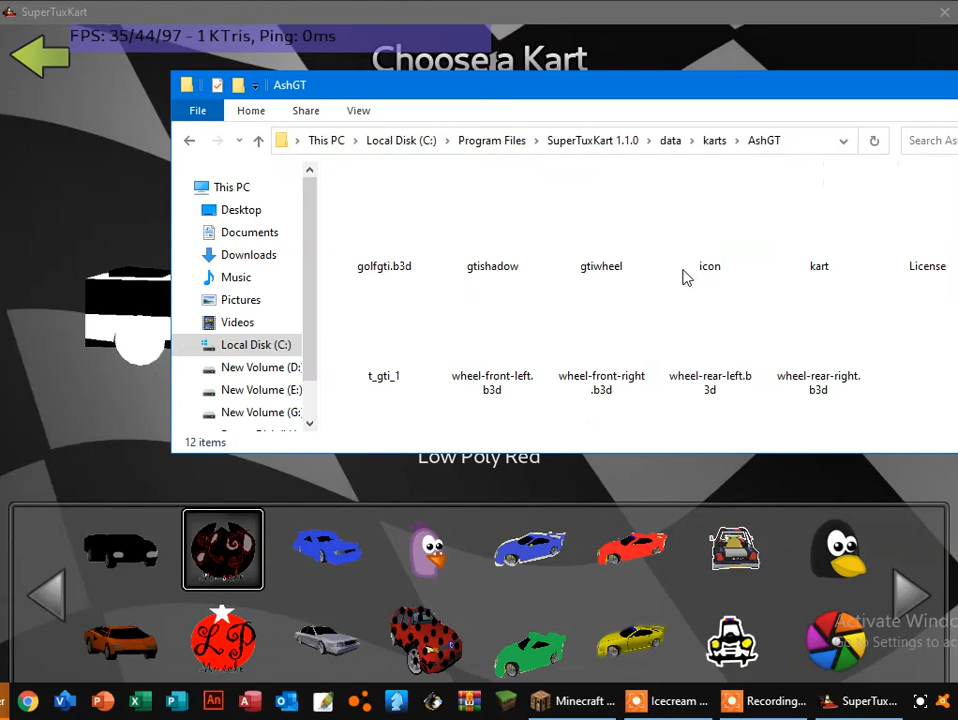 SuperTuxKart
FPS: 35/44/97 - 1 KTris, Ping: 0ms
Choose a Kart
AshGT
File Home Share View
This PC > Local Disk (C:) > Program Files > SuperTuxKart 1.1.0 > data > karts > AshGT
Search As
This PC
Desktop
Documents
Downloads
Music
Pictures
Videos
Local Disk (C:)
New Volume (D:
New Volume (E:)
New Volume (G:
golfgti.b3d gtishadow gtiwheel icon kart License
t_gti_1 wheel-front-left.b3d wheel-front-right.b3d wheel-rear-left.b3d wheel-rear-right.b3d
12 items
Low Poly Red
LP
Activate Windo
o to Settings to ac
Minecraft ... Icecream ... Recording... SuperTux...